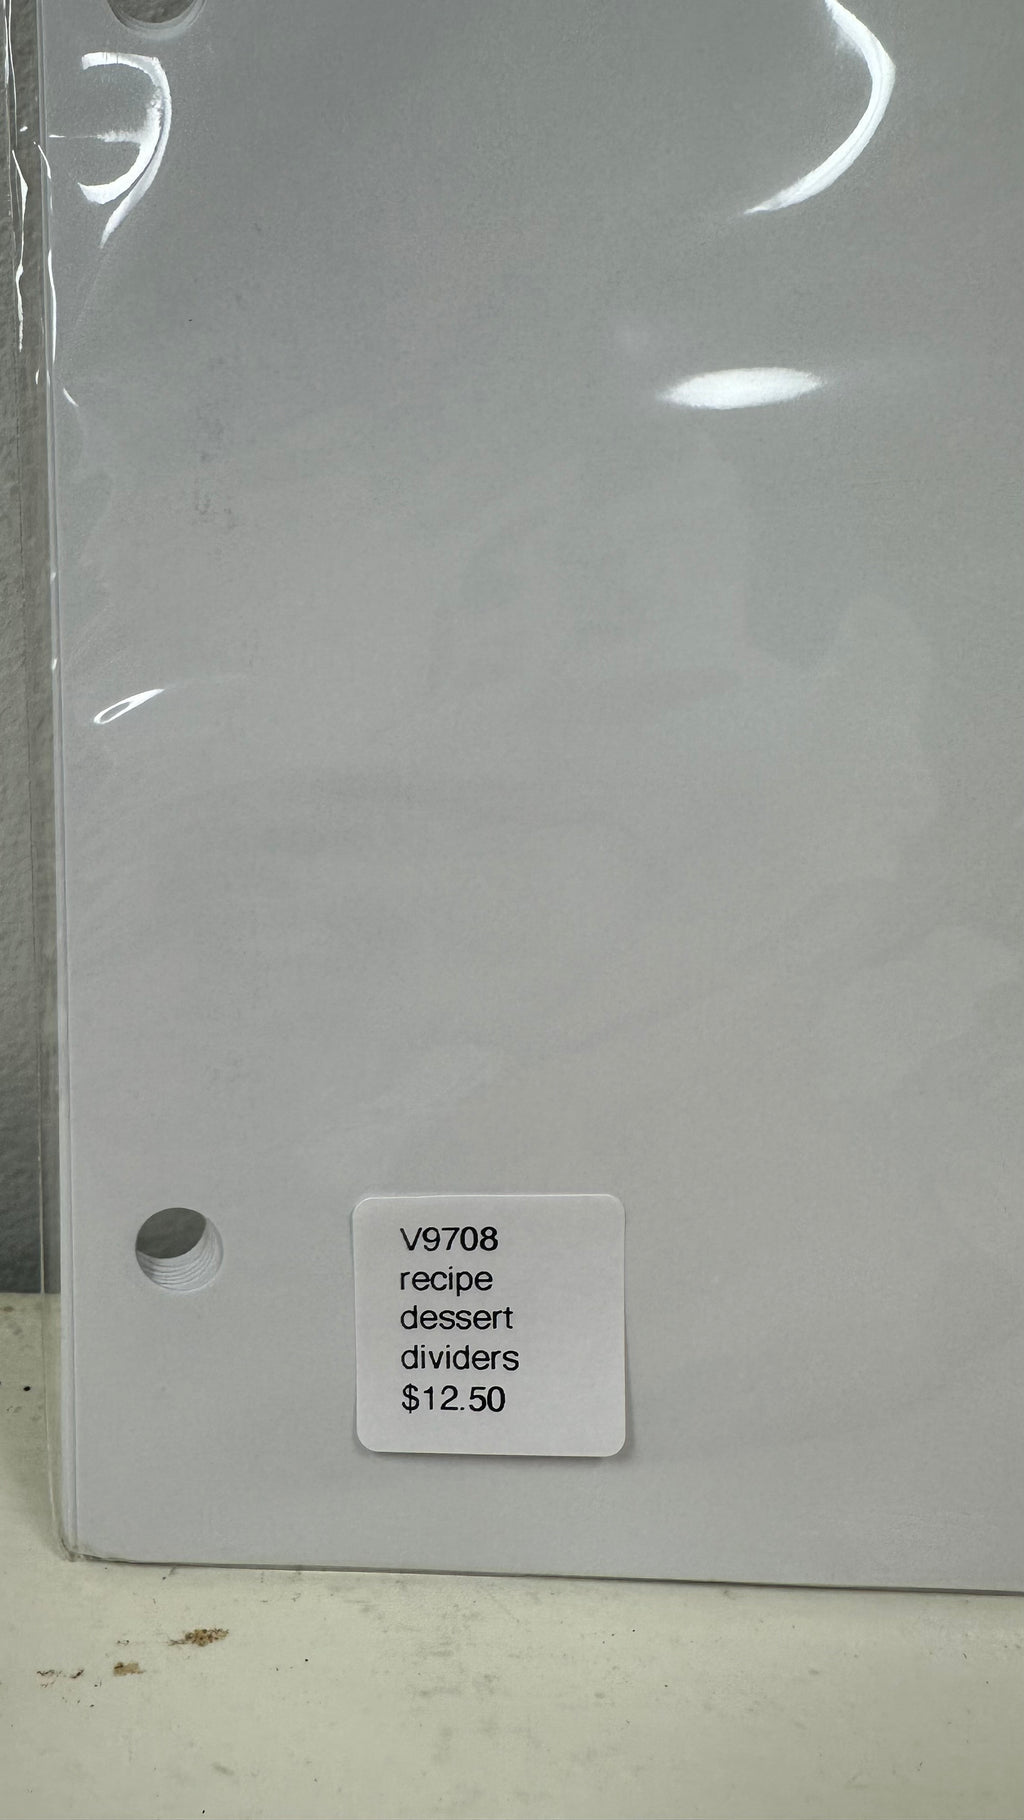 V9708
recipe
dessert
dividers
$12.50